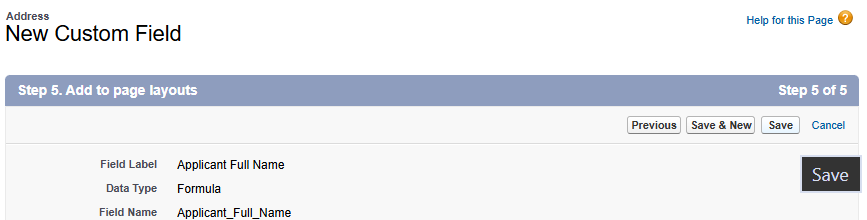 Address
New Custom Field
Help for this Page ?
Step 5. Add to page layouts
Step 5 of 5
Previous Save & New Save Cancel
Field Label Applicant Full Name
Save
Data Type Formula
Field Name Applicant_Full_Name